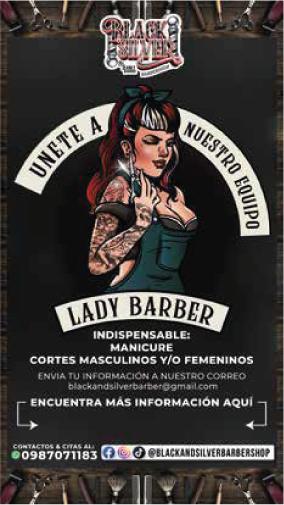 BLACK
SILVER
BARBERSHOP
UNETE A NUESTRO EQUIPO
LADY BARBER
INDISPENSABLE:
MANICURE
CORTES MASCULINOS Y/O FEMENINOS
ENVIA TU INFORMACIÓN A NUESTRO CORREO
blackandsilverbarber@gmail.com
ENCUENTRA MÁS INFORMACIÓN AQUÍ
CONTACTOS & CITAS AL:
0987071183 @BLACKANDSILVERBARBERSHOP